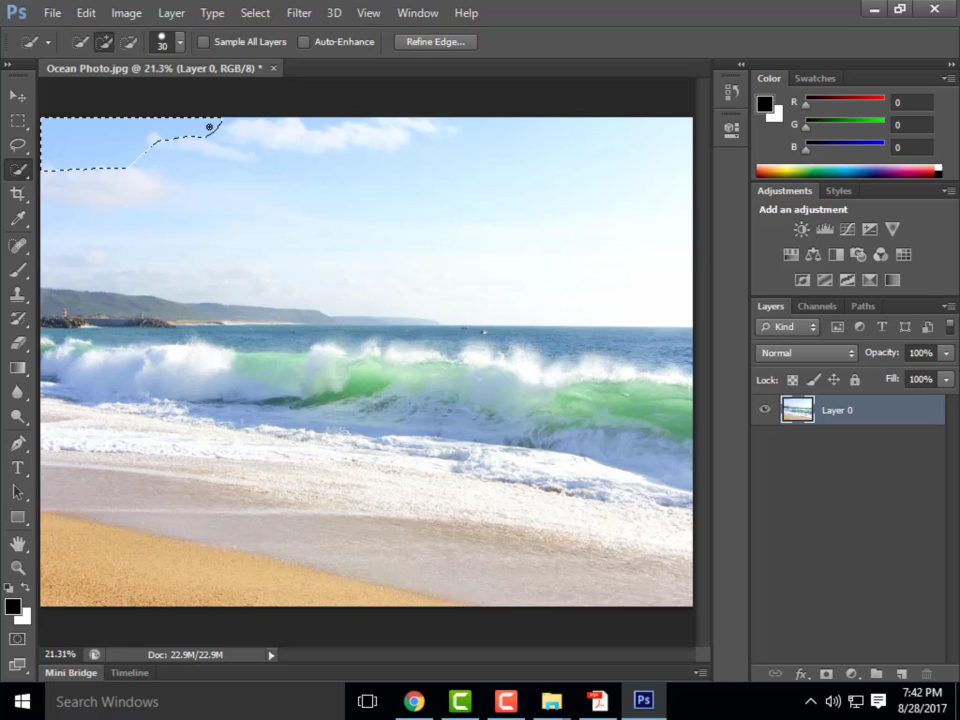 Ps File Edit Image Layer Type Select Filter 3D View Window Help
30 Sample All Layers Auto-Enhance Refine Edge...
Ocean Photo.jpg @ 21.3% (Layer 0, RGB/8) * ×
Color Swatches
R 0
G 0
B 0
Adjustments Styles
Add an adjustment
Layers Channels Paths
Kind
Normal Opacity: 100%
Lock: Fill: 100%
Layer 0
21.31% Doc: 22.9M/22.9M
Mini Bridge Timeline
fx
Search Windows
Ps
7:42 PM
8/28/2017